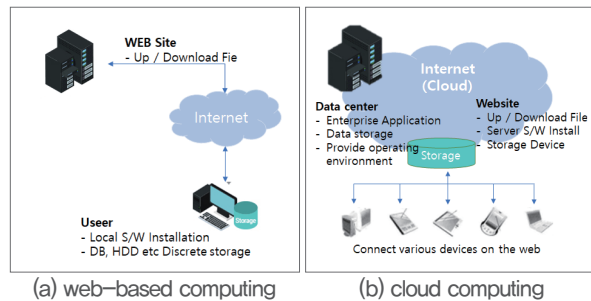 WEB Site
- Up / Download Fie
Internet
Storage
Useer
- Local S/W Installation
- DB, HDD etc Discrete storage
(a) web-based computing
Internet
(Cloud)
Data center
- Enterprise Application
- Data storage
- Provide operating
environment
Website
- Up / Download File
- Server S/W Install
- Storage Device
Storage
Connect various devices on the web
(b) cloud computing